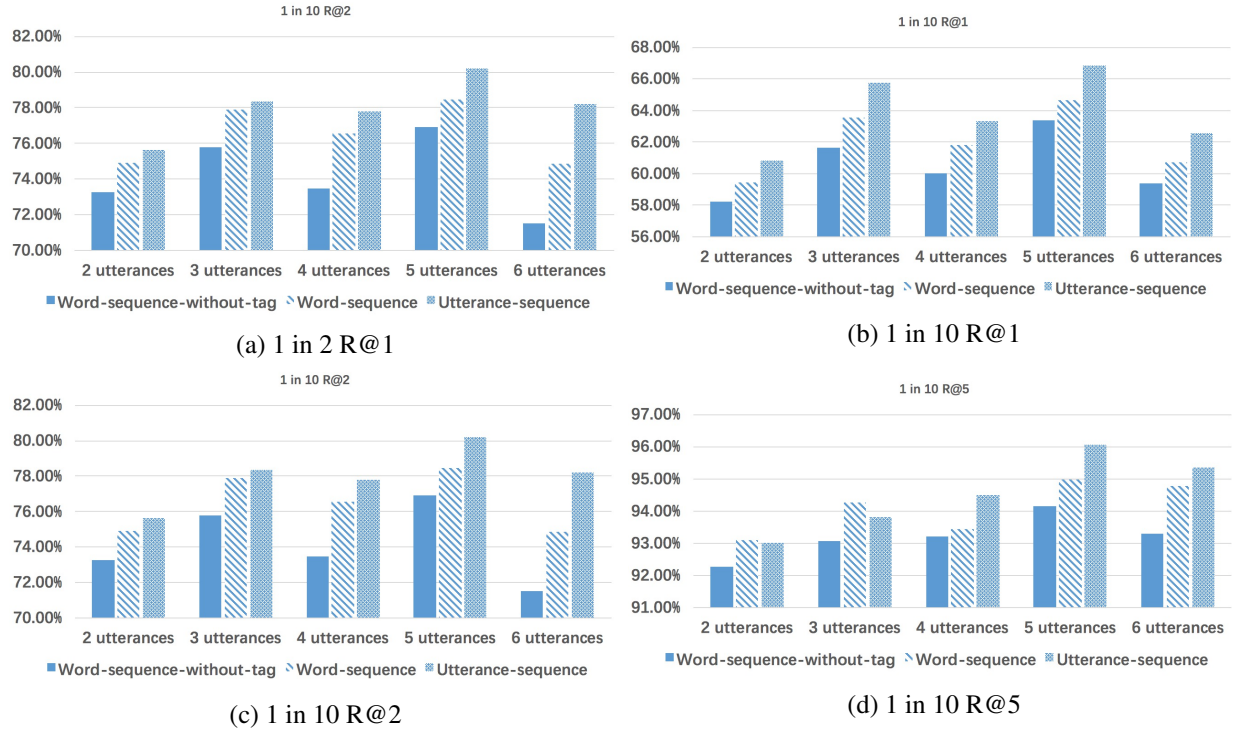 1 in 10 R@2
82.00%
80.00%
78.00%
76.00%
74.00%
72.00%
70.00%
2 utterances 3 utterances 4 utterances 5 utterances 6 utterances
Word-sequence-without-tag Word-sequence Utterance-sequence
(a) 1 in 2 R@1
1 in 10 R@1
68.00%
66.00%
64.00%
62.00%
60.00%
58.00%
56.00%
2 utterances 3 utterances 4 utterances 5 utterances 6 utterances
Word-sequence-without-tag Word-sequence Utterance-sequence
(b) 1 in 10 R@1
1 in 10 R@2
82.00%
80.00%
78.00%
76.00%
74.00%
72.00%
70.00%
2 utterances 3 utterances 4 utterances 5 utterances 6 utterances
Word-sequence-without-tag Word-sequence Utterance-sequence
(c) 1 in 10 R@2
1 in 10 R@5
97.00%
96.00%
95.00%
94.00%
93.00%
92.00%
91.00%
2 utterances 3 utterances 4 utterances 5 utterances 6 utterances
Word-sequence-without-tag Word-sequence Utterance-sequence
(d) 1 in 10 R@5